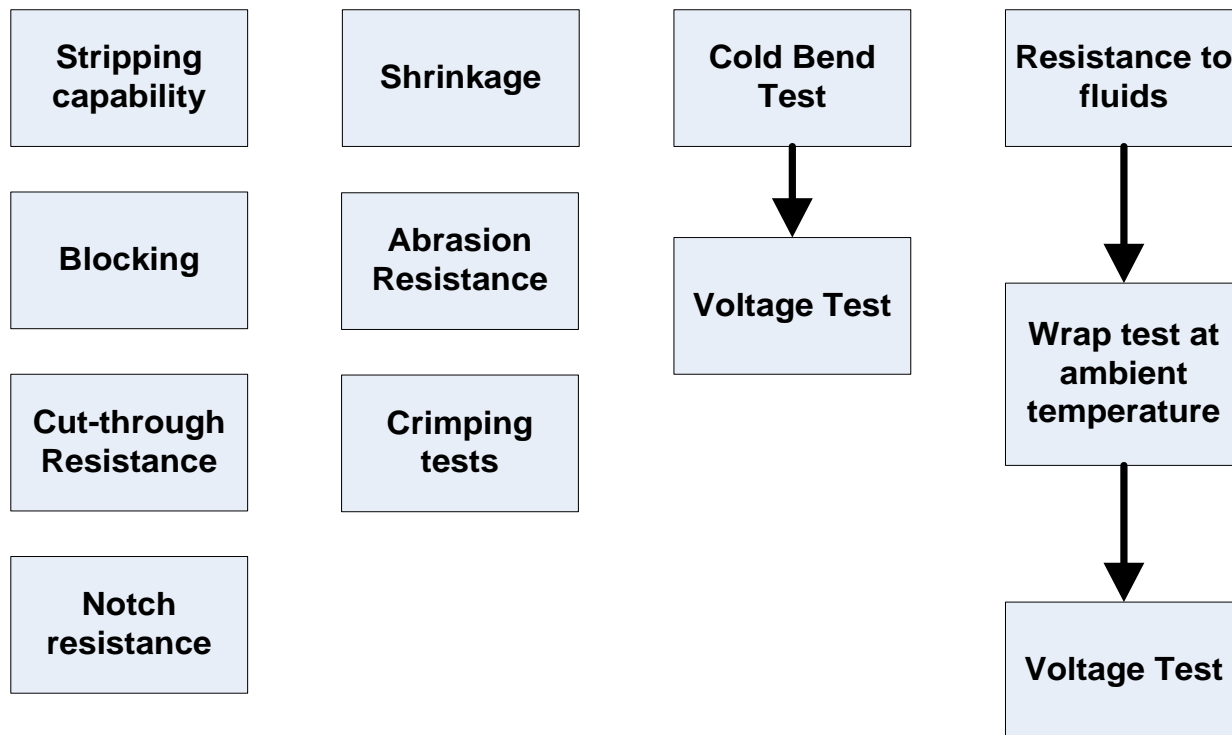 Stripping
capability
Shrinkage
Cold Bend
Test
Resistance to
fluids
Blocking
Abrasion
Resistance
Voltage Test
Wrap test at
ambient
temperature
Cut-through
Resistance
Crimping
tests
Notch
resistance
Voltage Test